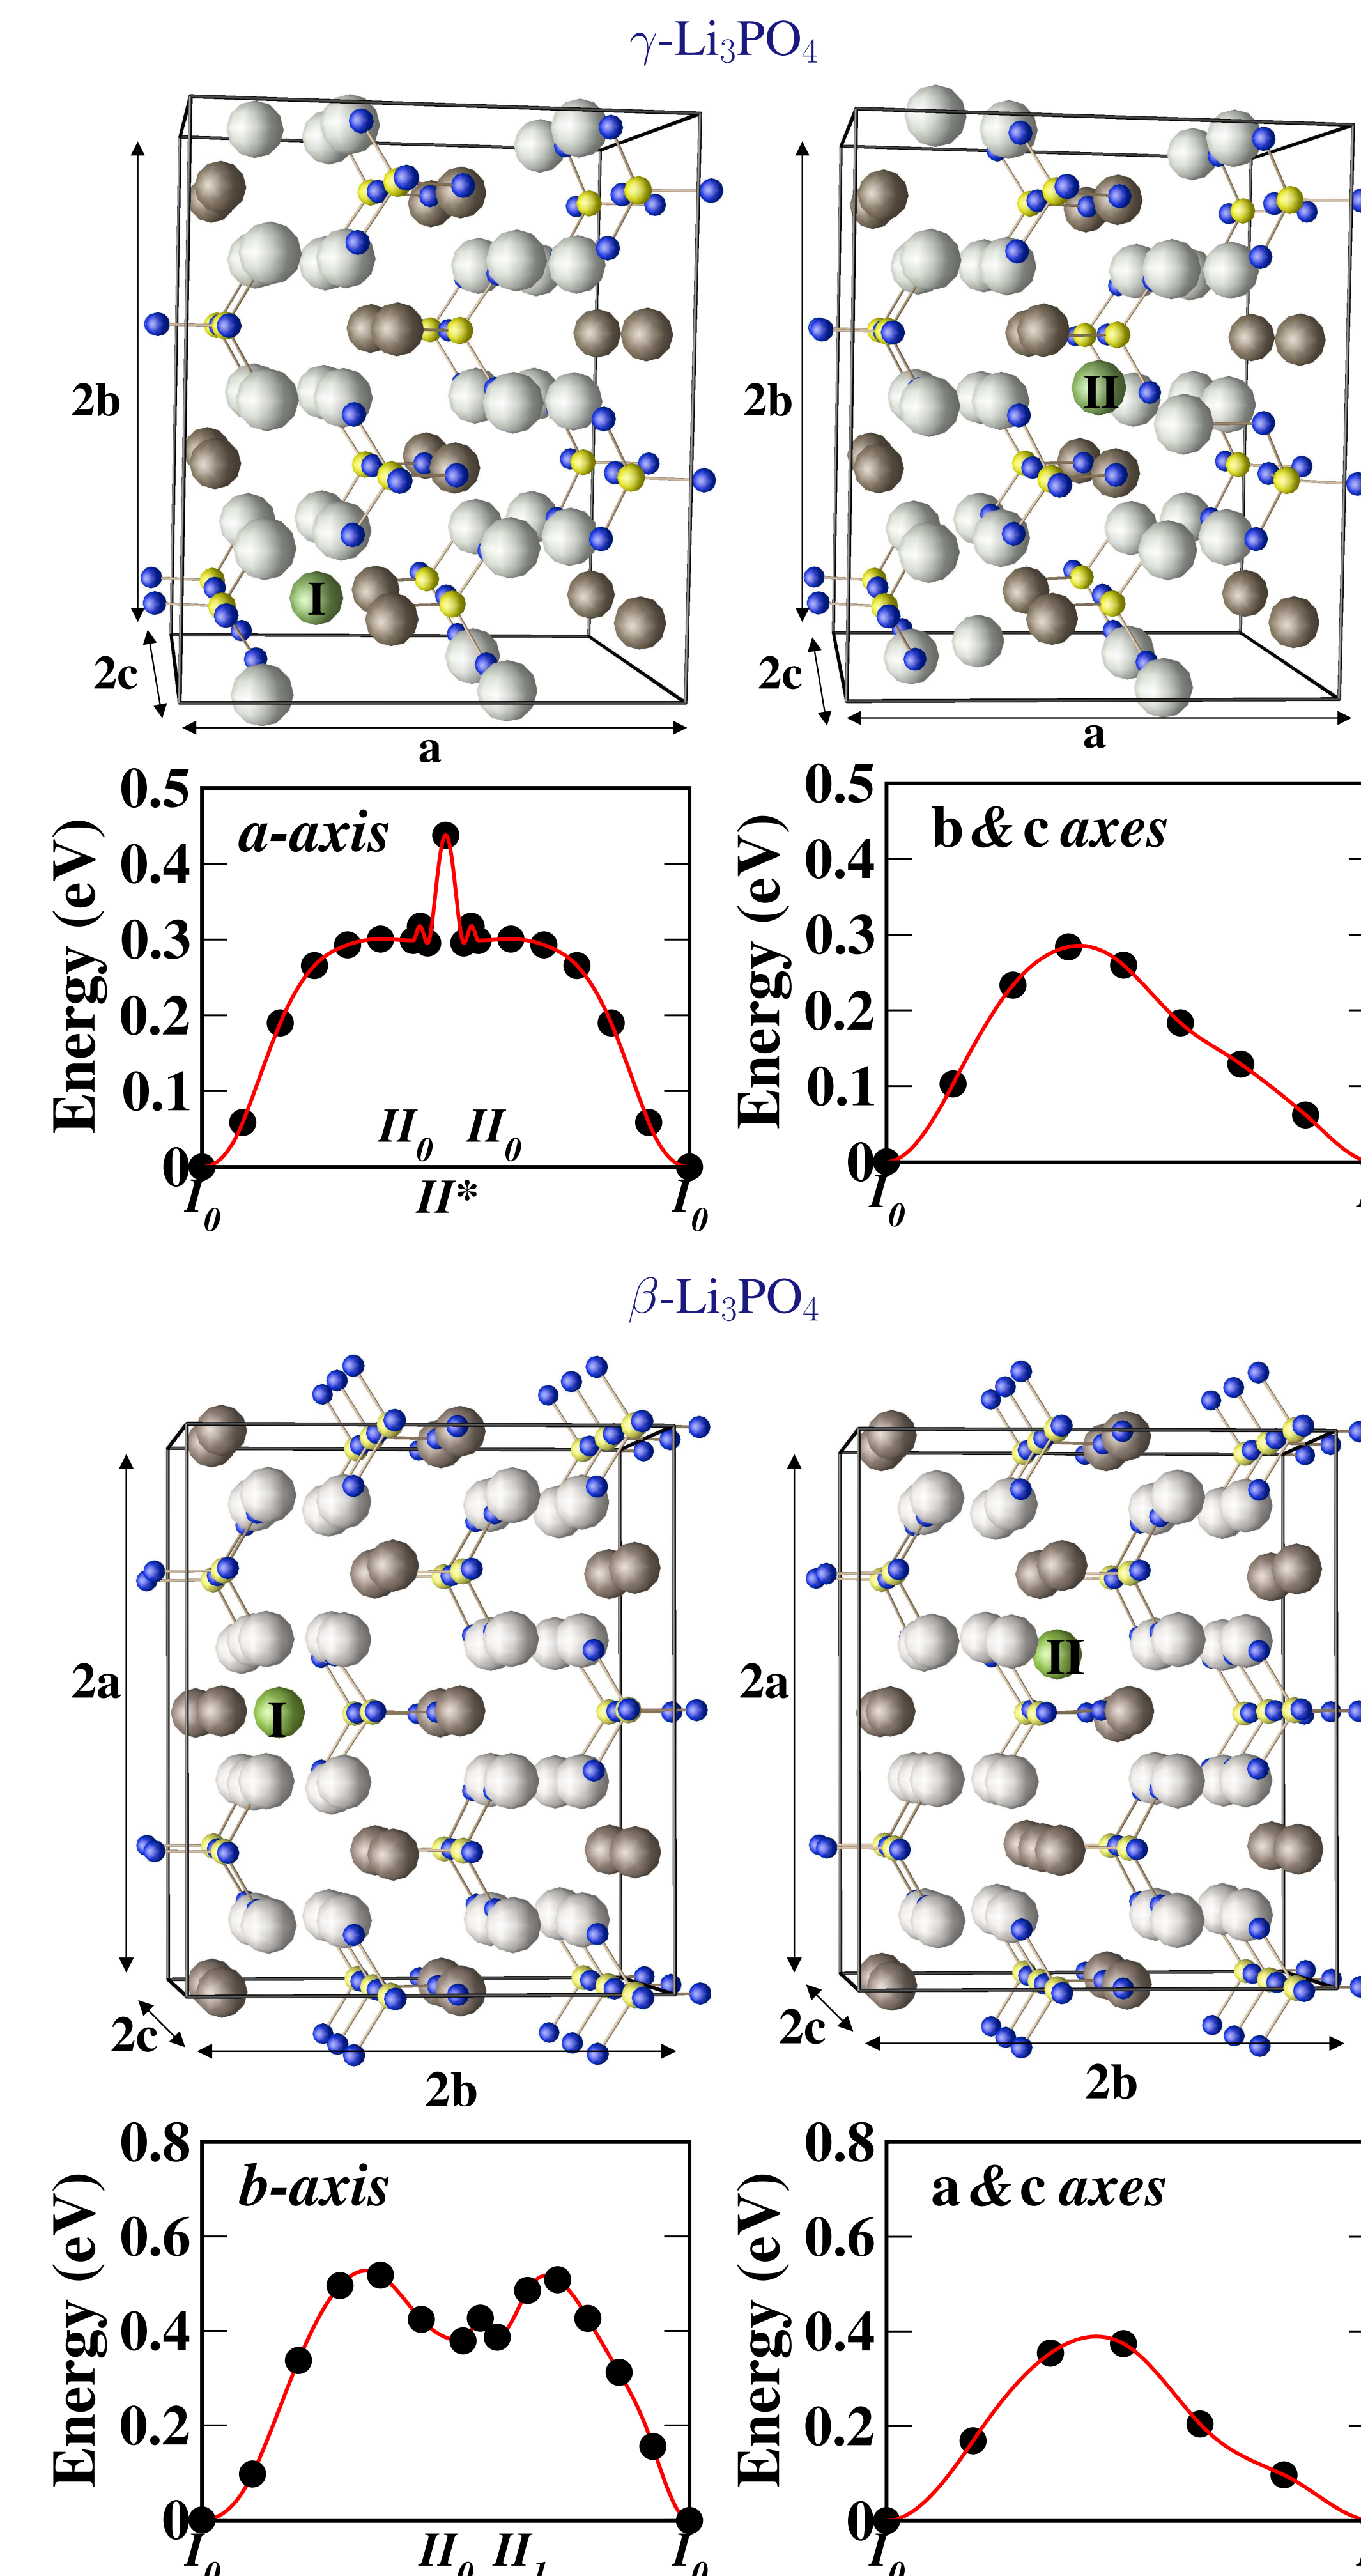 γ-Li₃PO₄
2b
2c
a
I
2b
2c
a
II
a-axis
Energy (eV)
0.5
0.4
0.3
0.2
0.1
0
II₀ II₀
I₀ II* I₀
b & c axes
Energy (eV)
0.5
0.4
0.3
0.2
0.1
0
I₀
β-Li₃PO₄
2a
2c
2b
I
2a
2c
2b
II
b-axis
Energy (eV)
0.8
0.6
0.4
0.2
0
I₀ II₀ II₁ I₀
a & c axes
Energy (eV)
0.8
0.6
0.4
0.2
0
I₀